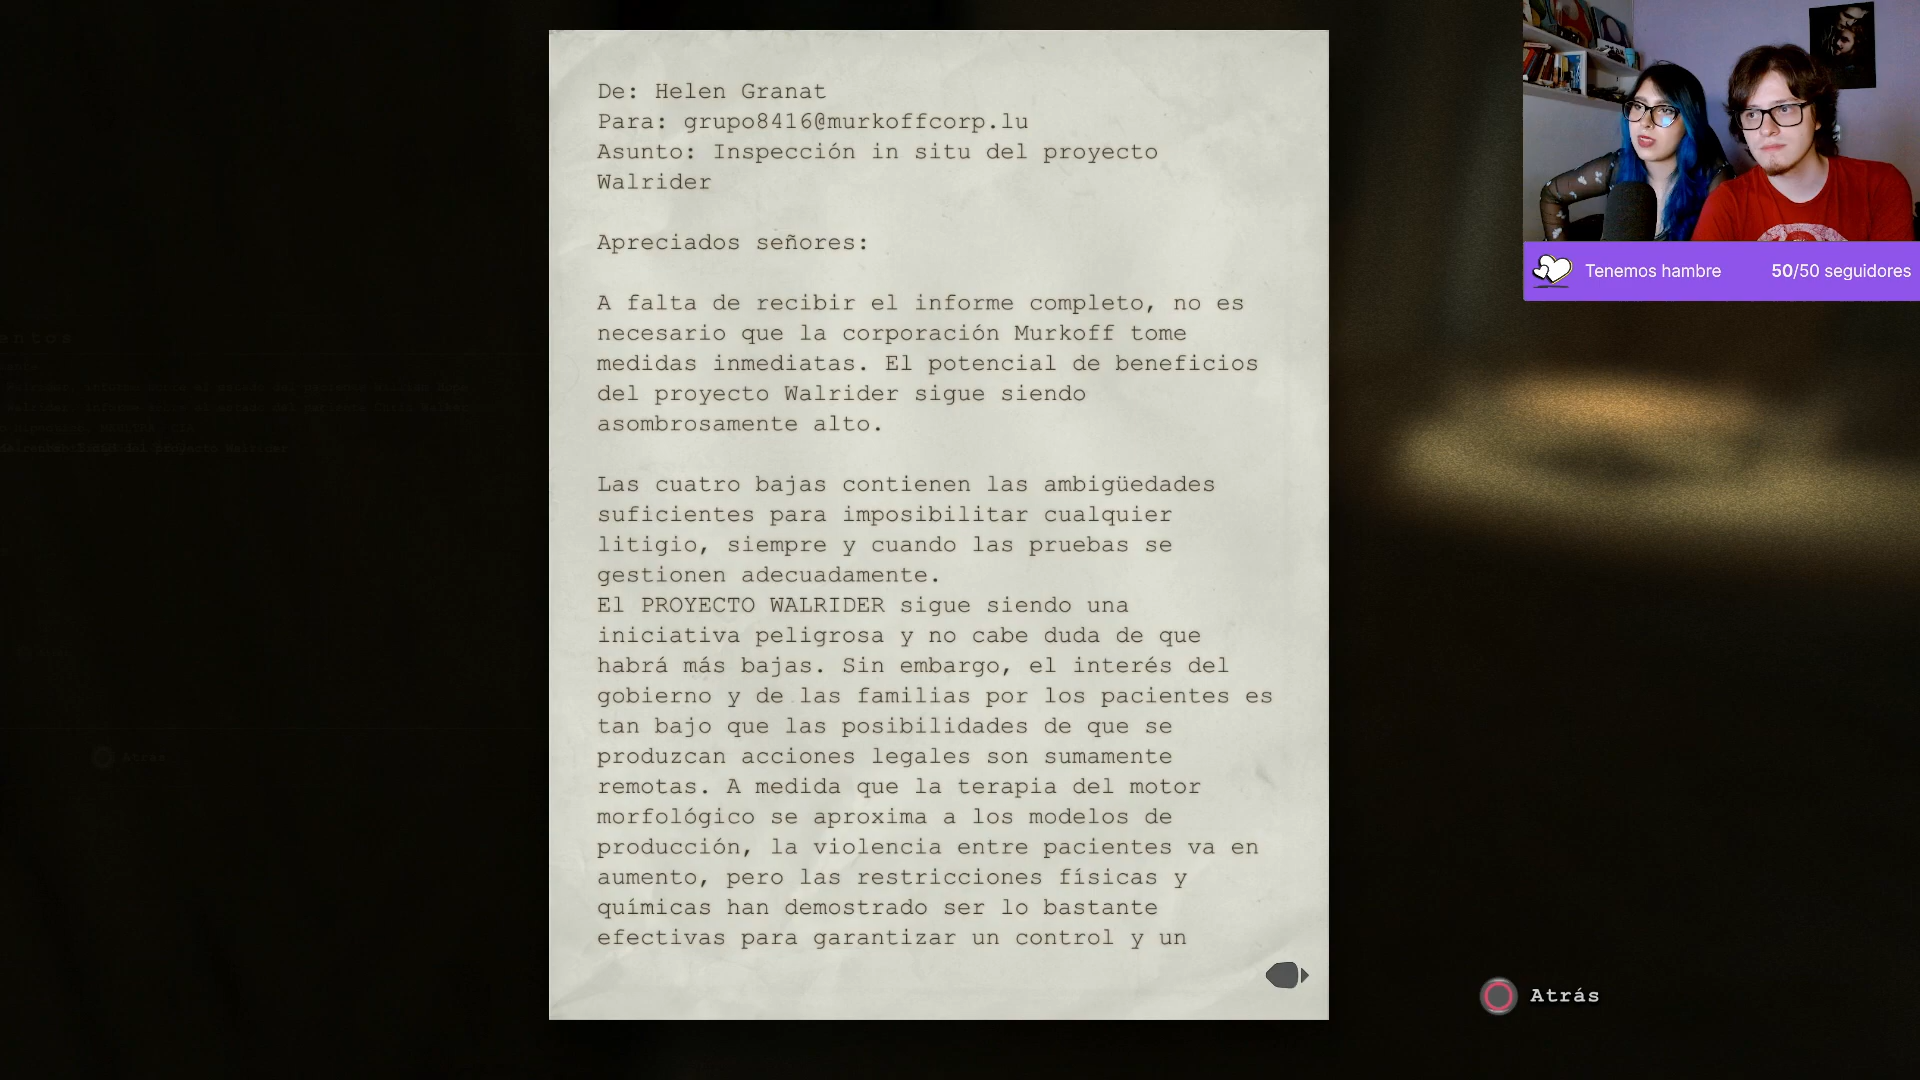 De: Helen Granat
Para: grupo8416@murkoffcorp.lu
Asunto: Inspección in situ del proyecto
Walrider
Apreciados señores:
A falta de recibir el informe completo, no es
necesario que la corporación Murkoff tome
medidas inmediatas. El potencial de beneficios
del proyecto Walrider sigue siendo
asombrosamente alto.
Las cuatro bajas contienen las ambigüedades
suficientes para imposibilitar cualquier
litigio, siempre y cuando las pruebas se
gestionen adecuadamente.
El PROYECTO WALRIDER sigue siendo una
iniciativa peligrosa y no cabe duda de que
habrá más bajas. Sin embargo, el interés del
gobierno y de las familias por los pacientes es
tan bajo que las posibilidades de que se
produzcan acciones legales son sumamente
remotas. A medida que la terapia del motor
morfológico se aproxima a los modelos de
producción, la violencia entre pacientes va en
aumento, pero las restricciones físicas y
químicas han demostrado ser lo bastante
efectivas para garantizar un control y un
Tenemos hambre 50/50 seguidores
Atrás
Atrás